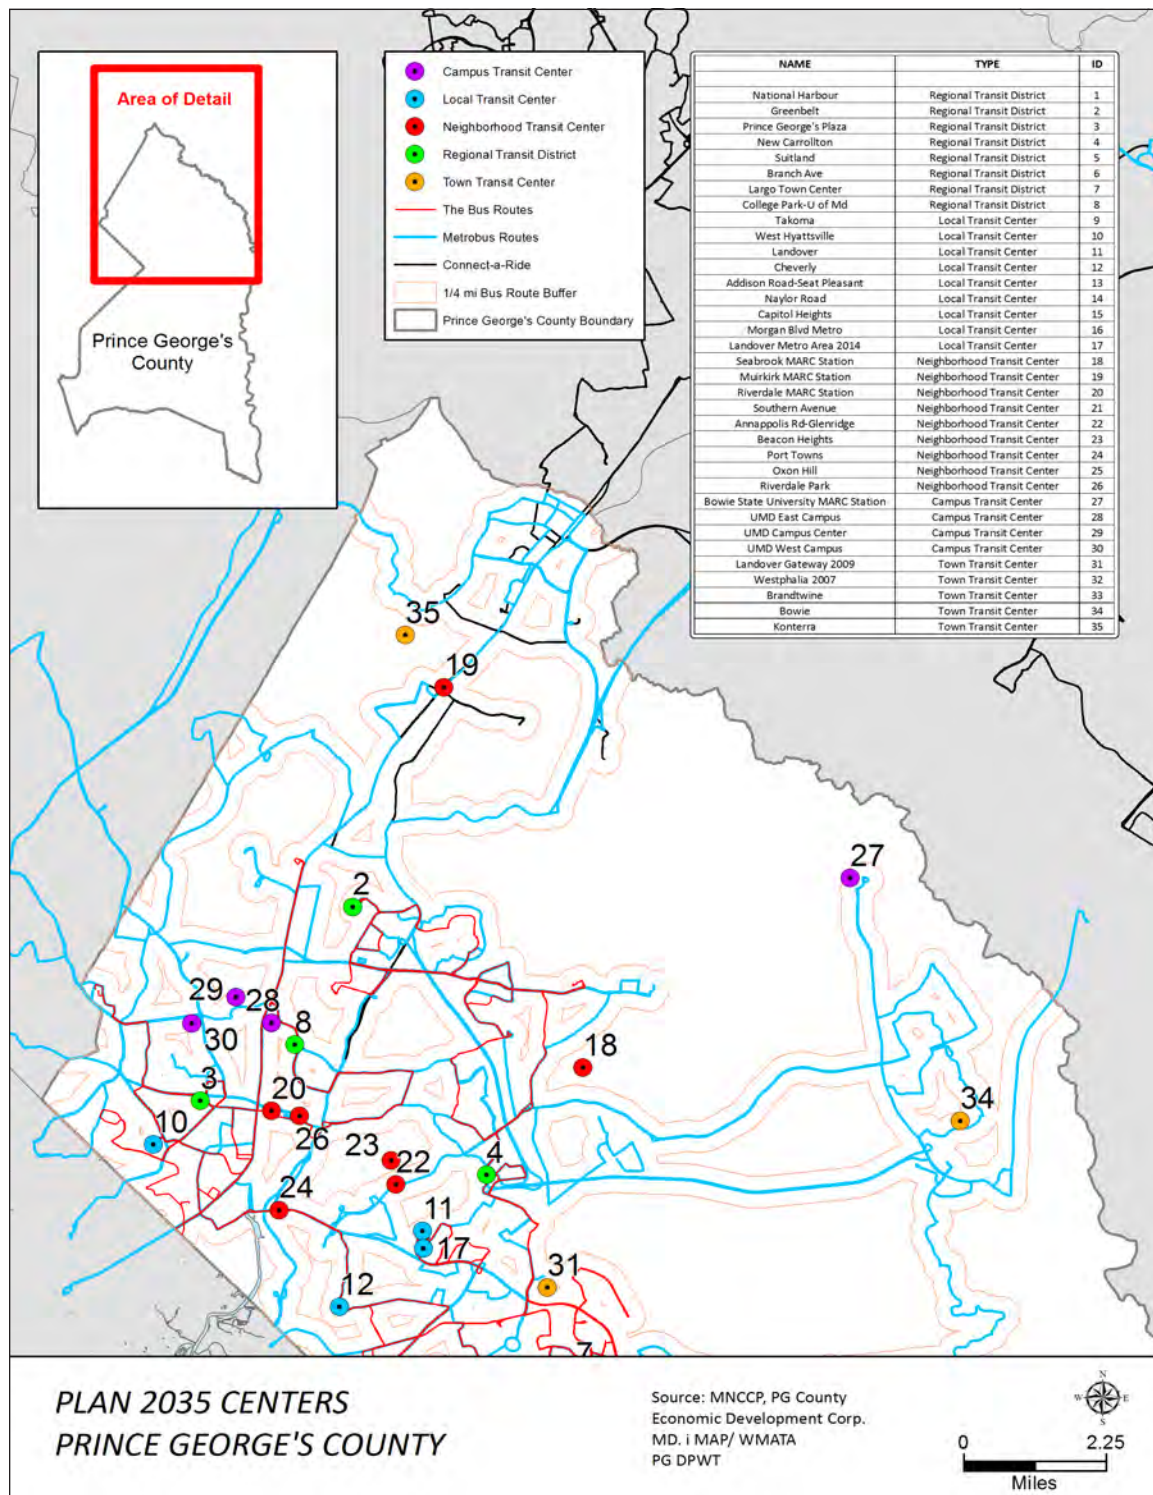 Area of Detail
Prince George's
County
Campus Transit Center
Local Transit Center
Neighborhood Transit Center
Regional Transit District
Town Transit Center
The Bus Routes
Metrobus Routes
Connect-a-Ride
1/4 mi Bus Route Buffer
Prince George's County Boundary
NAME TYPE ID
National Harbour Regional Transit District 1
Greenbelt Regional Transit District 2
Prince George's Plaza Regional Transit District 3
New Carrollton Regional Transit District 4
Suitland Regional Transit District 5
Branch Ave Regional Transit District 6
Largo Town Center Regional Transit District 7
College Park-U of Md Regional Transit District 8
Takoma Local Transit Center 9
West Hyattsville Local Transit Center 10
Landover Local Transit Center 11
Cheverly Local Transit Center 12
Addison Road-Seat Pleasant Local Transit Center 13
Naylor Road Local Transit Center 14
Capitol Heights Local Transit Center 15
Morgan Blvd Metro Local Transit Center 16
Landover Metro Area 2014 Local Transit Center 17
Seabrook MARC Station Neighborhood Transit Center 18
Muirkirk MARC Station Neighborhood Transit Center 19
Riverdale MARC Station Neighborhood Transit Center 20
Southern Avenue Neighborhood Transit Center 21
Annappolis Rd-Glenridge Neighborhood Transit Center 22
Beacon Heights Neighborhood Transit Center 23
Port Towns Neighborhood Transit Center 24
Oxon Hill Neighborhood Transit Center 25
Riverdale Park Neighborhood Transit Center 26
Bowie State University MARC Station Campus Transit Center 27
UMD East Campus Campus Transit Center 28
UMD Campus Center Campus Transit Center 29
UMD West Campus Campus Transit Center 30
Landover Gateway 2009 Town Transit Center 31
Westphalia 2007 Town Transit Center 32
Brandtwine Town Transit Center 33
Bowie Town Transit Center 34
Konterra Town Transit Center 35
35
19
27
2
29
28
30
8
18
3
20
34
10
26
23
22
4
24
11
17
31
12
7
PLAN 2035 CENTERS
PRINCE GEORGE'S COUNTY
Source: MNCCP, PG County
Economic Development Corp.
MD. i MAP/ WMATA
PG DPWT
N
W E
S
0 2.25
Miles